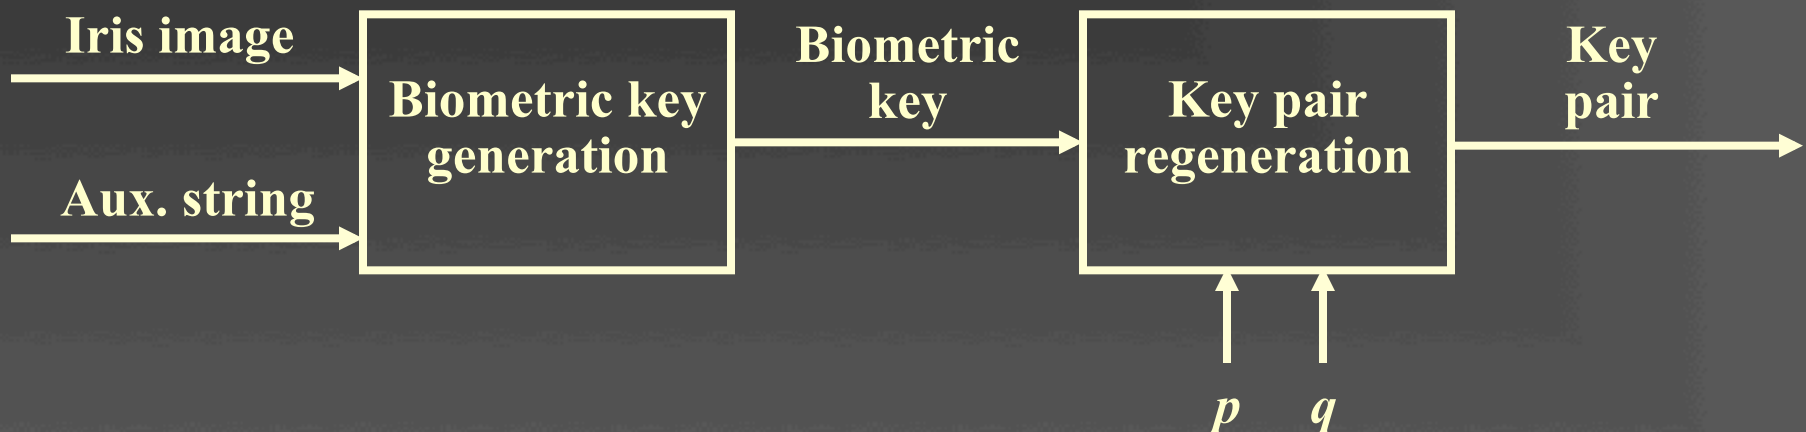 Iris image
Aux. string
Biometric key
generation
Biometric
key
Key pair
regeneration
Key
pair
p
q